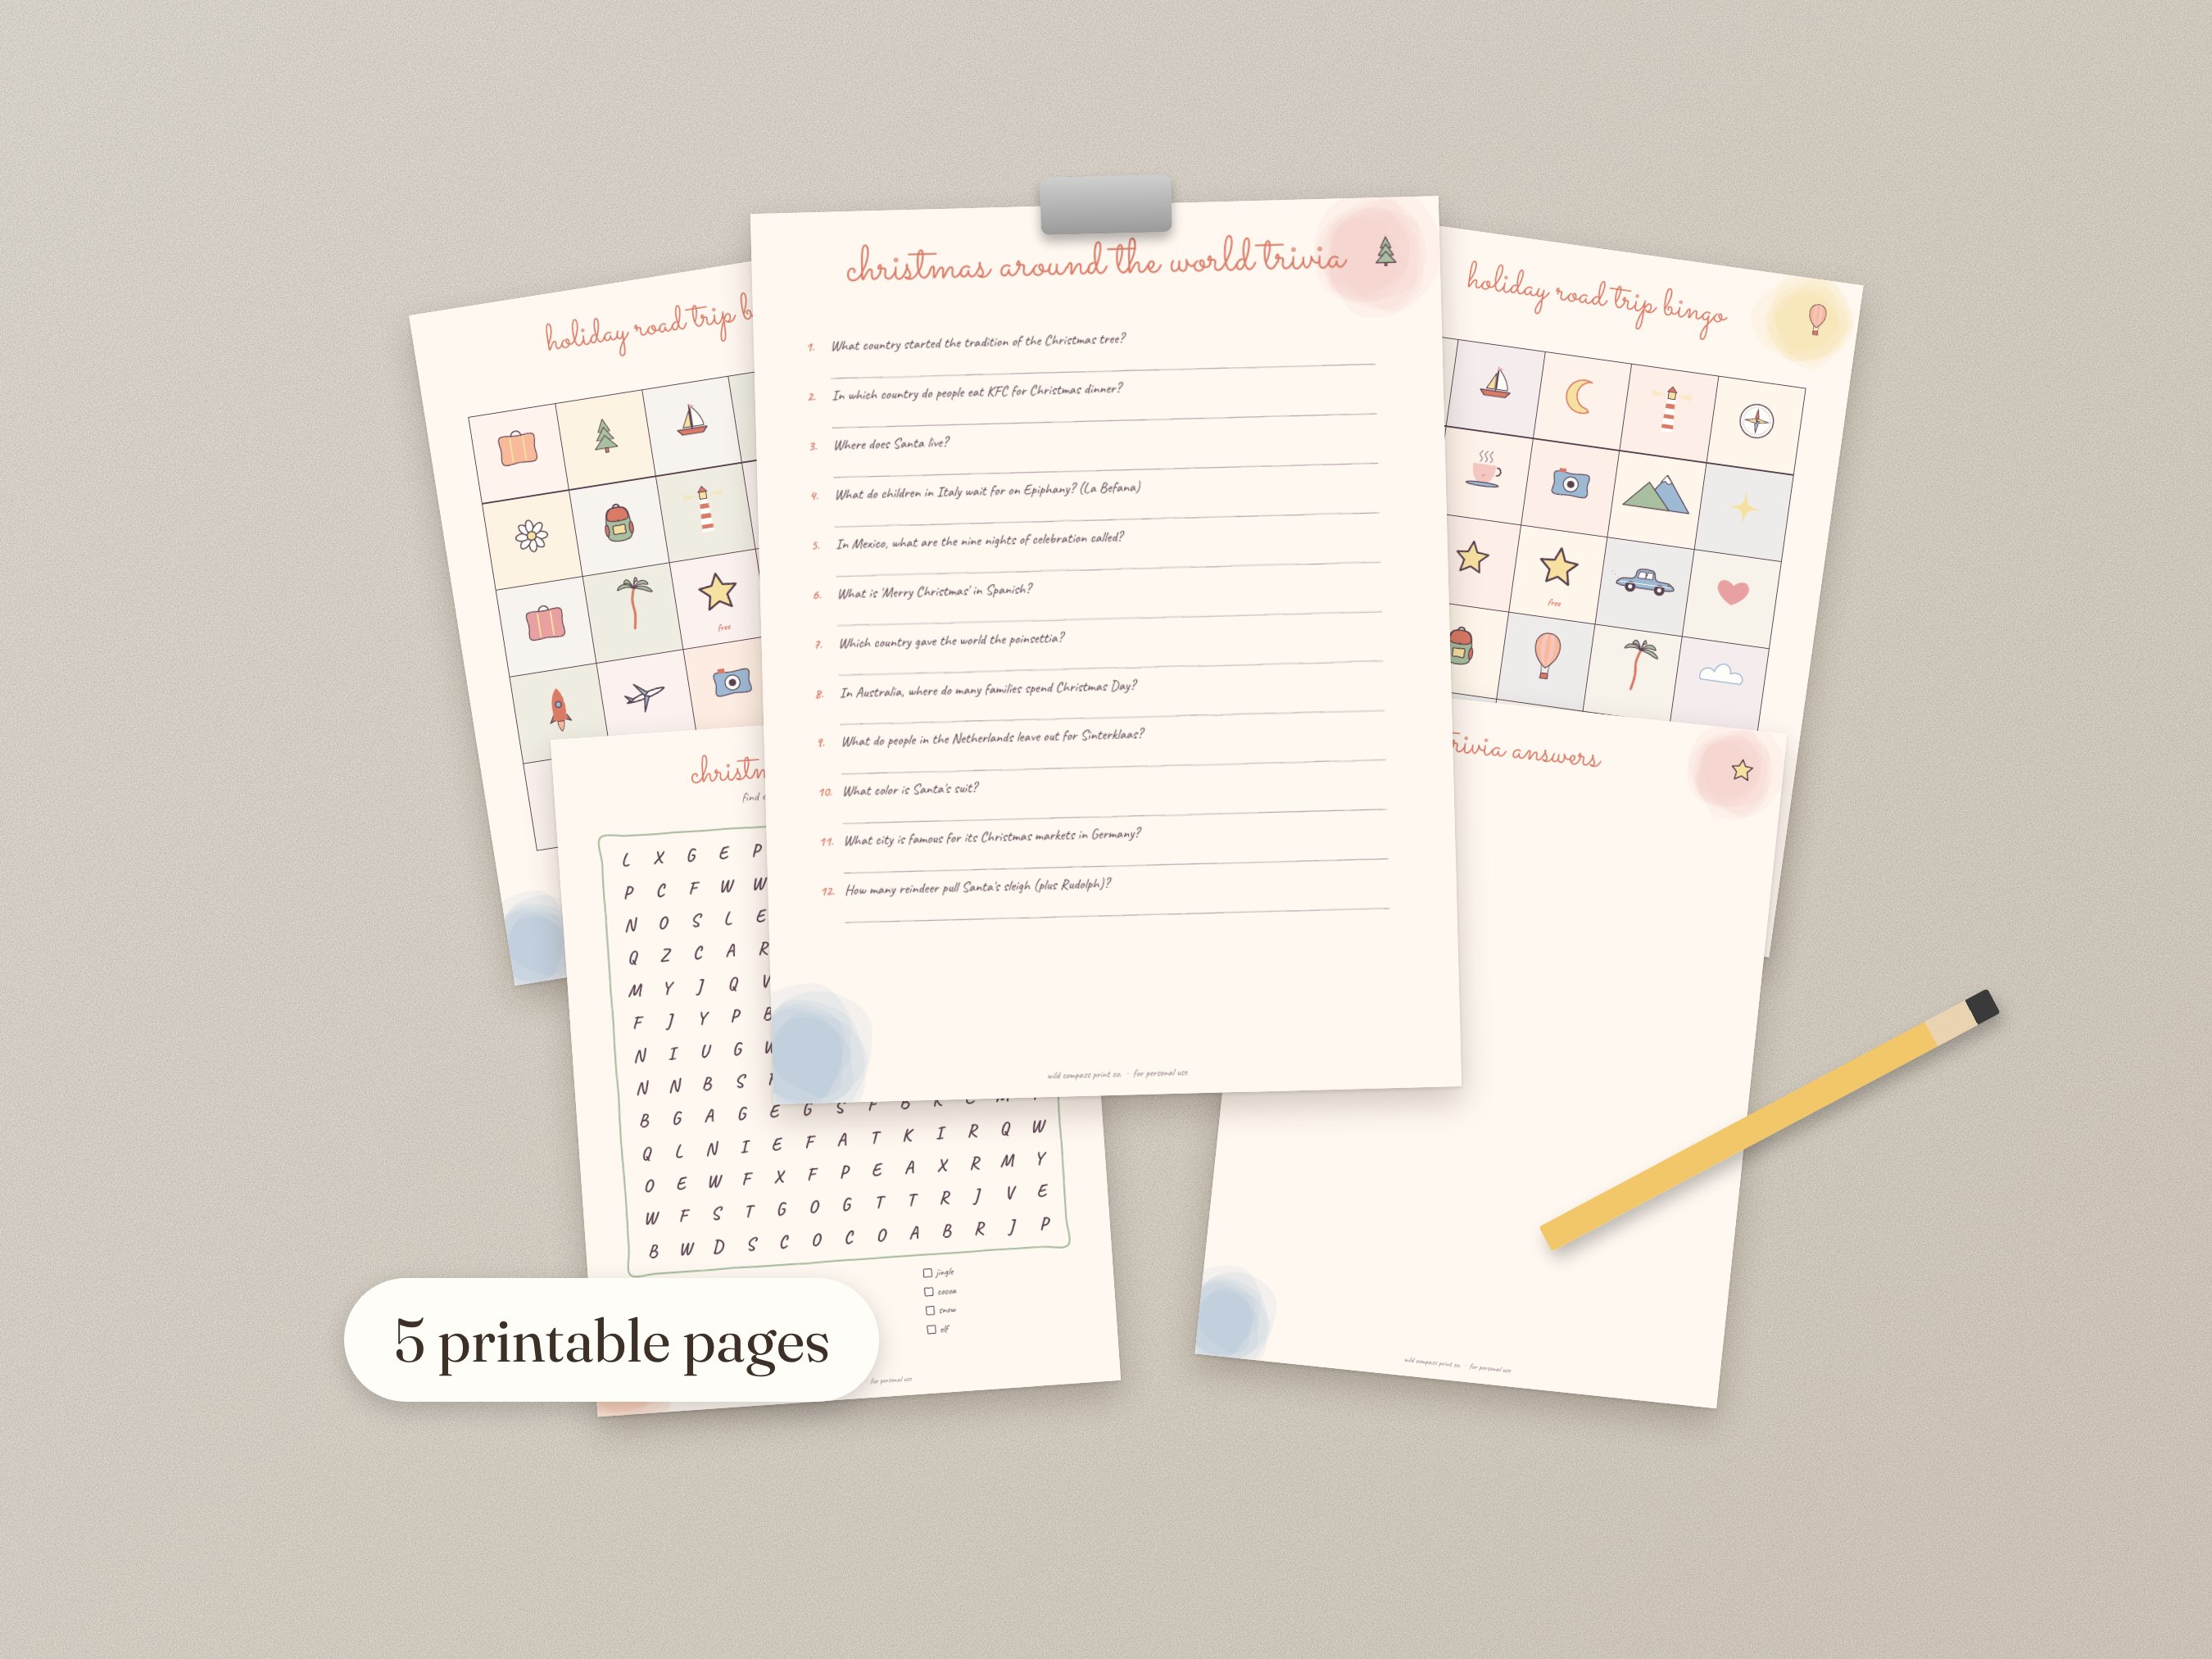 holiday road trip b
christmas around the world trivia
holiday road trip bingo
1. What country started the tradition of the Christmas tree?
2. In which country do people eat KFC for Christmas dinner?
3. Where does Santa live?
4. What do children in Italy wait for on Epiphany? (La Befana)
5. In Mexico, what are the nine nights of celebration called?
6. What is 'Merry Christmas' in Spanish?
7. Which country gave the world the poinsettia?
8. In Australia, where do many families spend Christmas Day?
9. What do people in the Netherlands leave out for Sinterklaas?
10. What color is Santa's suit?
11. What city is famous for its Christmas markets in Germany?
12. How many reindeer pull Santa's sleigh (plus Rudolph)?
wild compass print co. · for personal use
free
free
trivia answers
wild compass print co. · for personal use
christm
find
L X G E P
P C F W W
N O S L E
Q Z C A R
M Y J Q V
F J Y P B
N I U G W
N N B S
B G A G E G S F B K C M
Q L N I E F A T K I R Q W
O E W F X F P E A X R M Y
W F S T G O G T T R J V E
B W D S C O C O A B R J P
jingle
cocoa
snow
elf
for personal use
5 printable pages